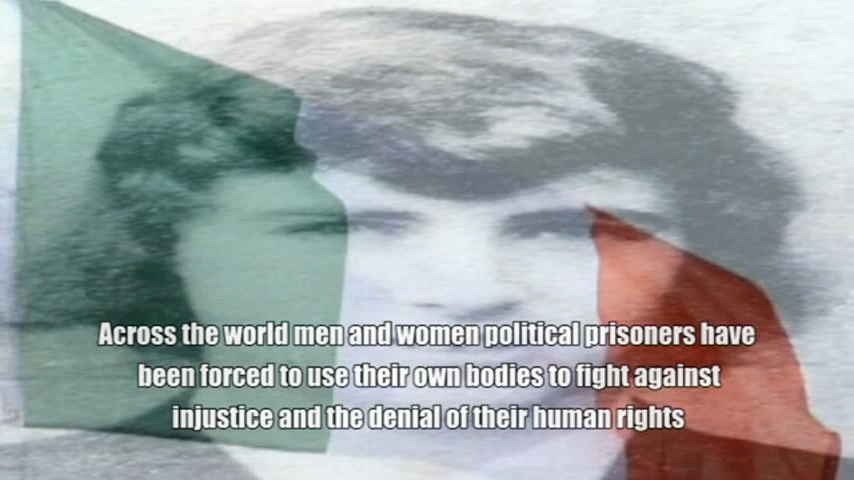 Across the world men and women political prisoners have
been forced to use their own bodies to fight against
injustice and the denial of their human rights